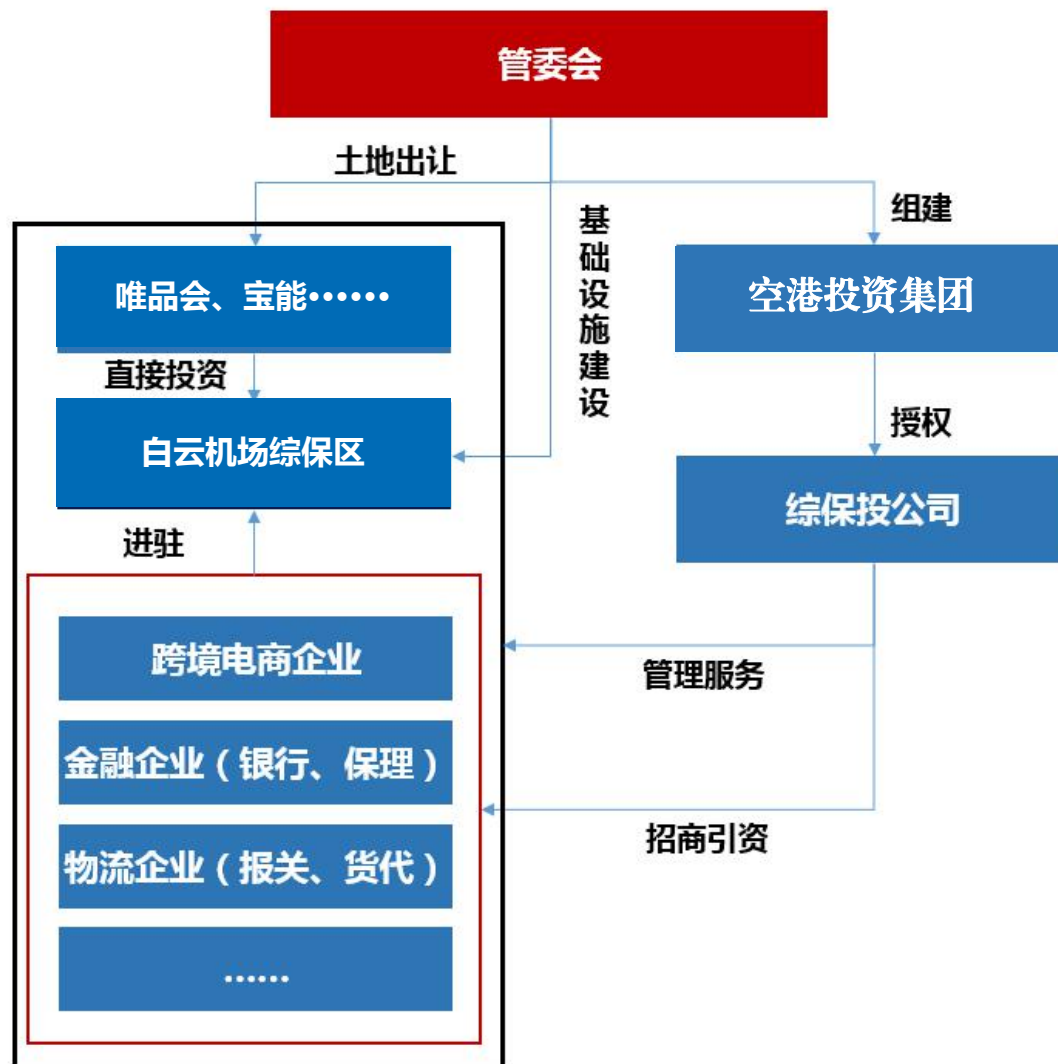 管委会
土地出让
组建
基础设施建设
唯品会、宝能······
空港投资集团
直接投资
授权
白云机场综保区
综保投公司
进驻
跨境电商企业
管理服务
金融企业（银行、保理）
招商引资
物流企业（报关、货代）
······